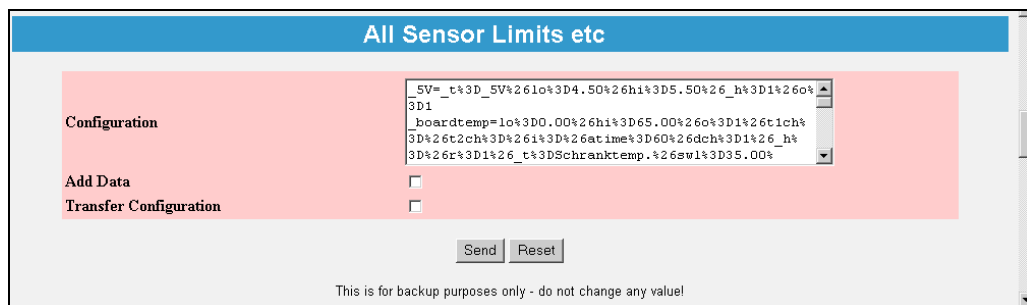 All Sensor Limits etc
_5V=_t%3D_5V%26lo%3D4.50%26hi%3D5.50%26_h%3D1%26o%
3D1
_boardtemp=lo%3D0.00%26hi%3D65.00%26o%3D1%26t1ch%
Configuration
3D%26t2ch%3D%26i%3D%26atime%3D60%26dch%3D1%26_h%
3D%26r%3D1%26_t%3DSchranktemp.%26swl%3D35.00%
Add Data
Transfer Configuration
Send Reset
This is for backup purposes only - do not change any value!